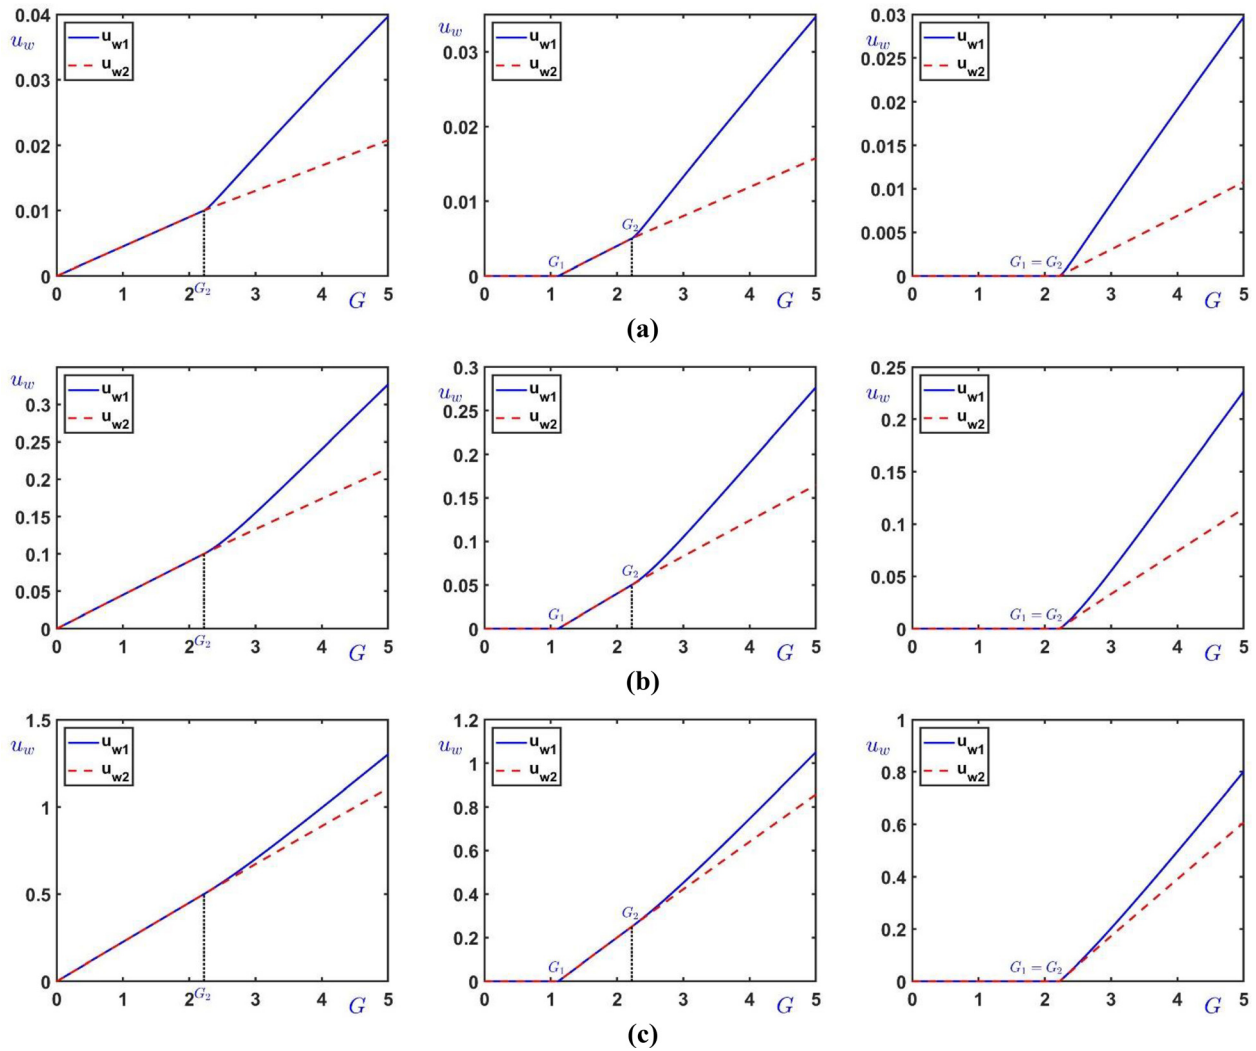 0.04
u_w
0.03
0.02
0.01
0
u_w1
u_w2
0 1 2 G_2 3 4 5
G
u_w
0.03
0.02
0.01
0
u_w1
u_w2
G_1
G_2
0 1 2 3 4 5
G
0.03
u_w
0.025
0.02
0.015
0.01
0.005
0
u_w1
u_w2
G_1 = G_2
0 1 2 3 4 5
G
(a)
u_w
0.3
0.25
0.2
0.15
0.1
0.05
0
u_w1
u_w2
0 1 2 G_2 3 4 5
G
0.3
u_w
0.25
0.2
0.15
0.1
0.05
0
u_w1
u_w2
G_1
G_2
0 1 2 3 4 5
G
0.25
u_w
0.2
0.15
0.1
0.05
0
u_w1
u_w2
G_1 = G_2
0 1 2 3 4 5
G
(b)
1.5
u_w
1
0.5
0
u_w1
u_w2
0 1 2 G_2 3 4 5
G
1.2
u_w
1
0.8
0.6
0.4
0.2
0
u_w1
u_w2
G_1
G_2
0 1 2 3 4 5
G
1
u_w
0.8
0.6
0.4
0.2
0
u_w1
u_w2
G_1 = G_2
0 1 2 3 4 5
G
(c)